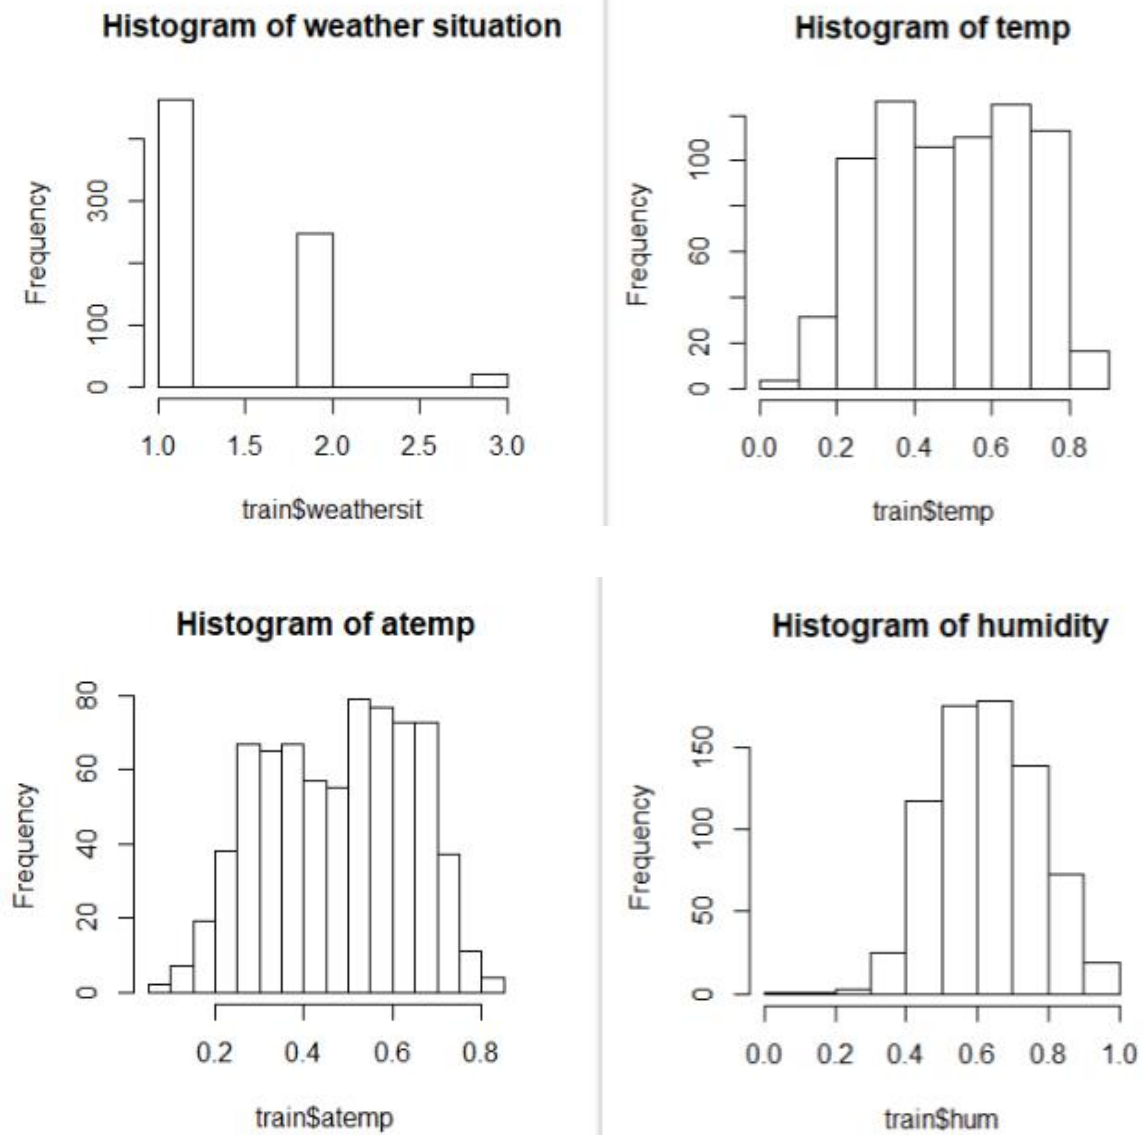 Histogram of weather situation
Frequency
0
100
300
1.0 1.5 2.0 2.5 3.0
train$weathersit
Histogram of temp
Frequency
0
20
60
100
0.0 0.2 0.4 0.6 0.8
train$temp
Histogram of atemp
Frequency
0
20
40
60
80
0.2 0.4 0.6 0.8
train$atemp
Histogram of humidity
Frequency
0
50
100
150
0.0 0.2 0.4 0.6 0.8 1.0
train$hum